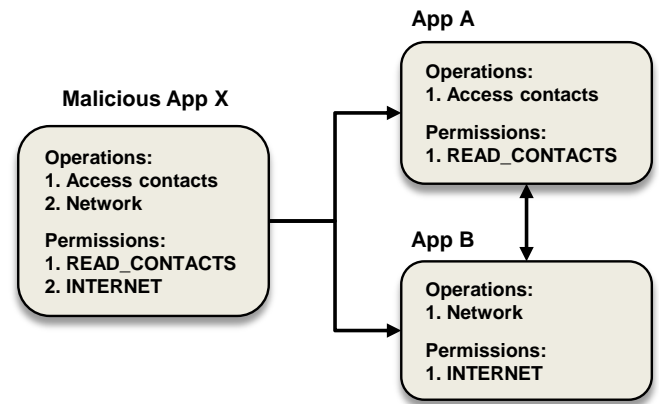 Malicious App X
Operations:
1. Access contacts
2. Network
Permissions:
1. READ_CONTACTS
2. INTERNET
App A
Operations:
1. Access contacts
Permissions:
1. READ_CONTACTS
App B
Operations:
1. Network
Permissions:
1. INTERNET